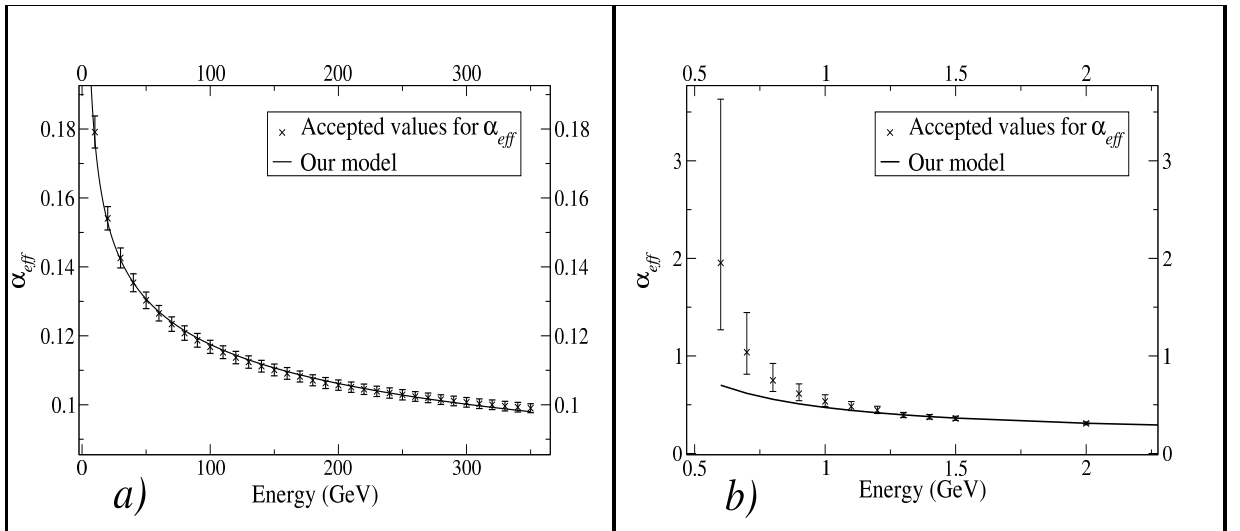 0 100 200 300
0.18 0.18
0.16 0.16
0.14 0.14
0.12 0.12
0.1 0.1
α_eff
Accepted values for α_eff
Our model
0 100 200 300
Energy (GeV)
a)
0.5 1 1.5 2
3 3
2 2
1 1
0 0
α_eff
Accepted values for α_eff
Our model
0.5 1 1.5 2
Energy (GeV)
b)